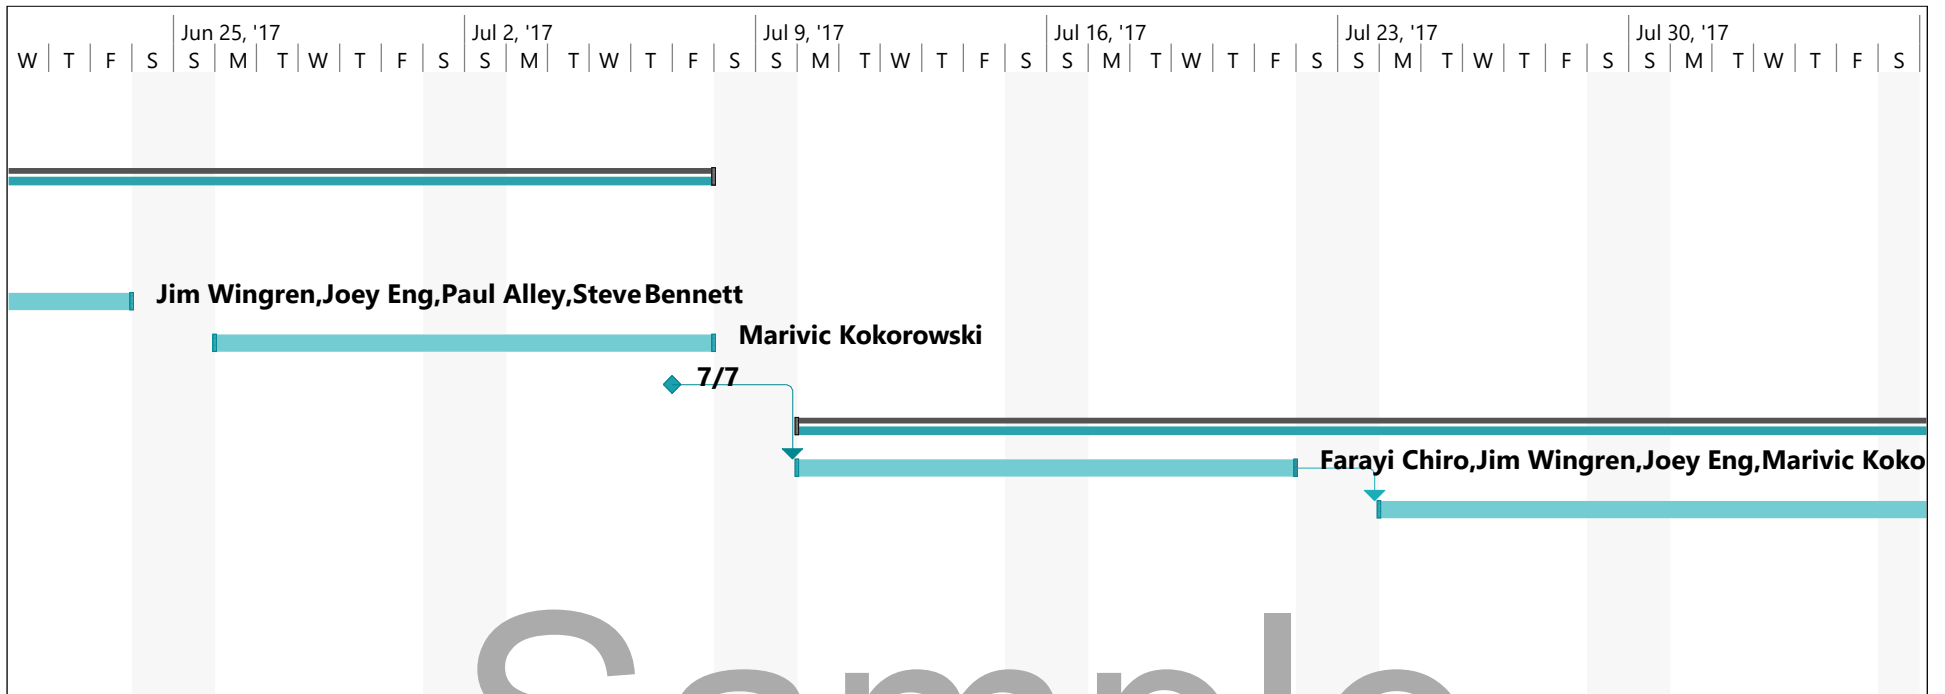 Jun 25, '17 Jul 2, '17 Jul 9, '17 Jul 16, '17 Jul 23, '17 Jul 30, '17
W T F S S M T W T F S S M T W T F S S M T W T F S S M T W T F S S M T W T F S S M T W T F S
Jim Wingren,Joey Eng,Paul Alley,Steve Bennett
Marivic Kokorowski
7/7
Farayi Chiro,Jim Wingren,Joey Eng,Marivic Koko
Sample